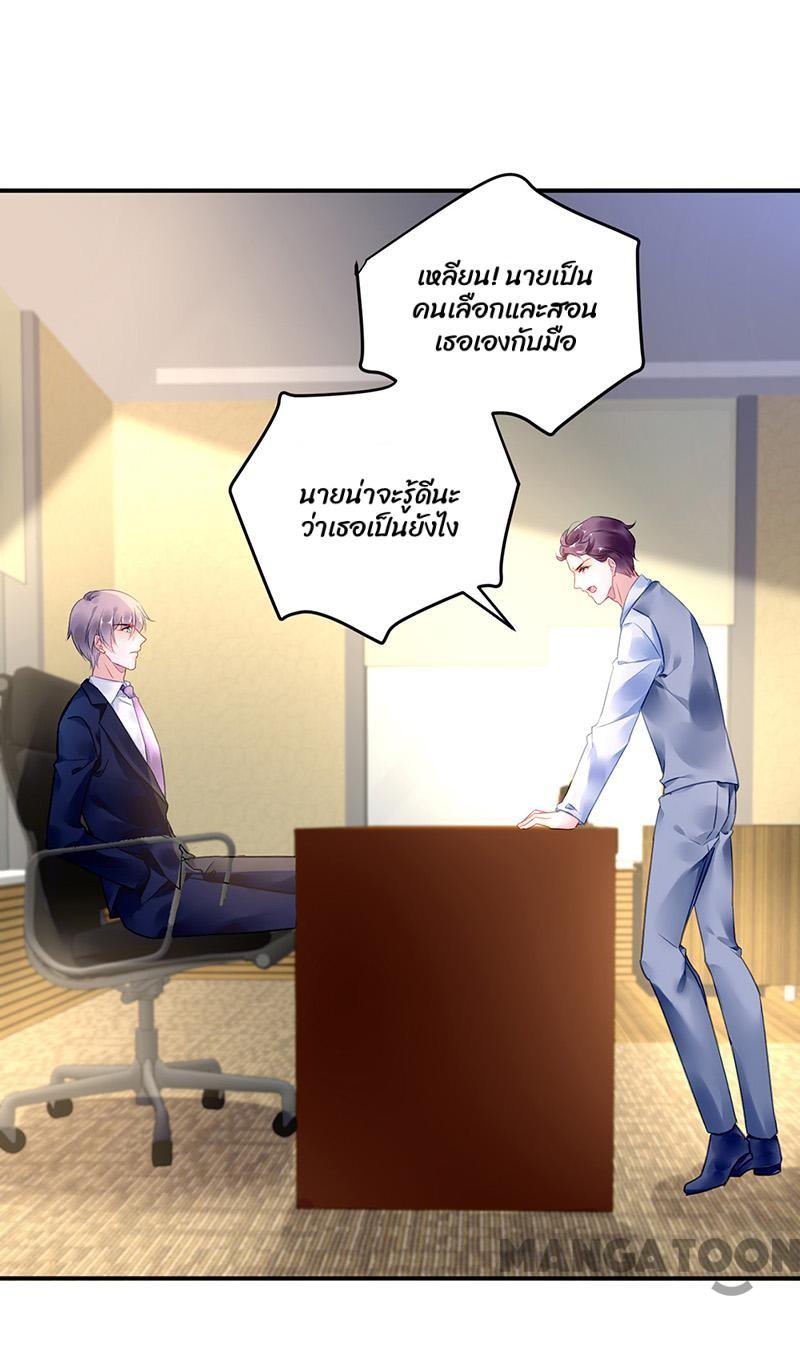 เหลียน! นายเป็น
คนเลือกและสอน
เธอเองกับมือ
นายน่าจะรู้ดีนะ
ว่าเธอเป็นยังไง
MANGATOON